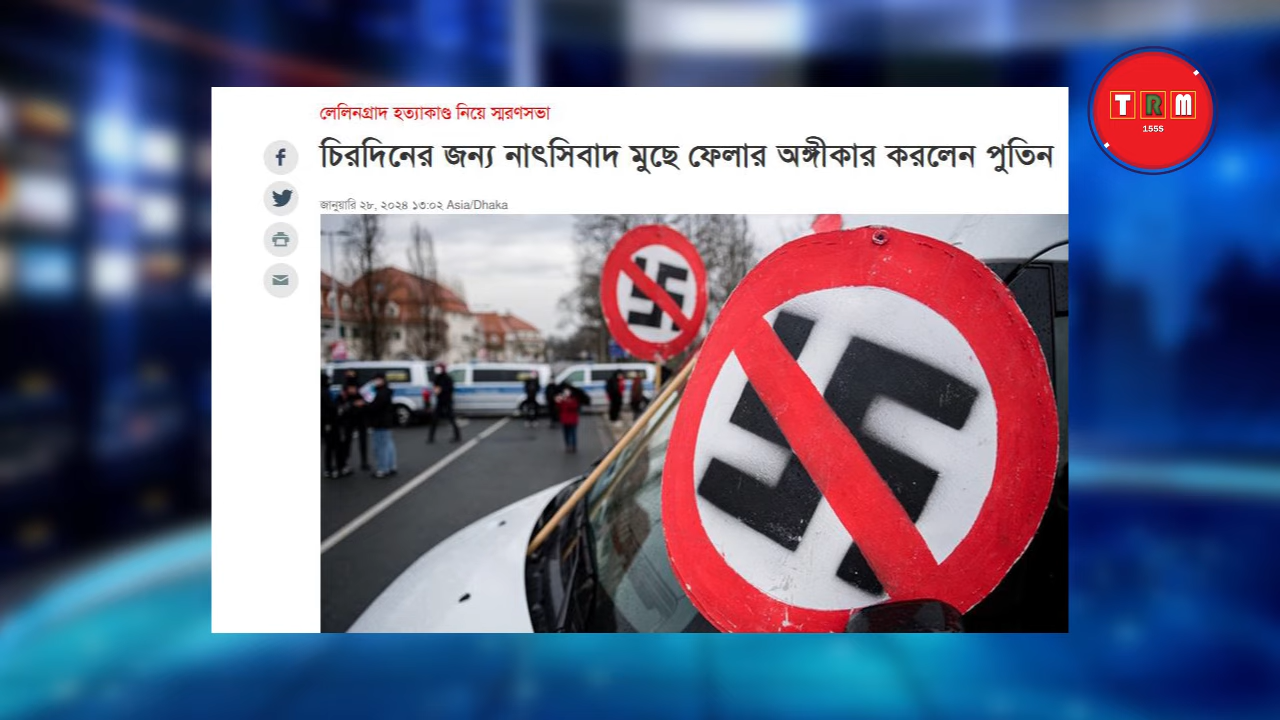 লেলিনগ্রাদ হত্যাকাণ্ড নিয়ে স্মরণসভা
চিরদিনের জন্য নাৎসিবাদ মুছে ফেলার অঙ্গীকার করলেন পুতিন
জানুয়ারি ২৮, ২০২৪ ১৩:০২ Asia/Dhaka
TRM
1555